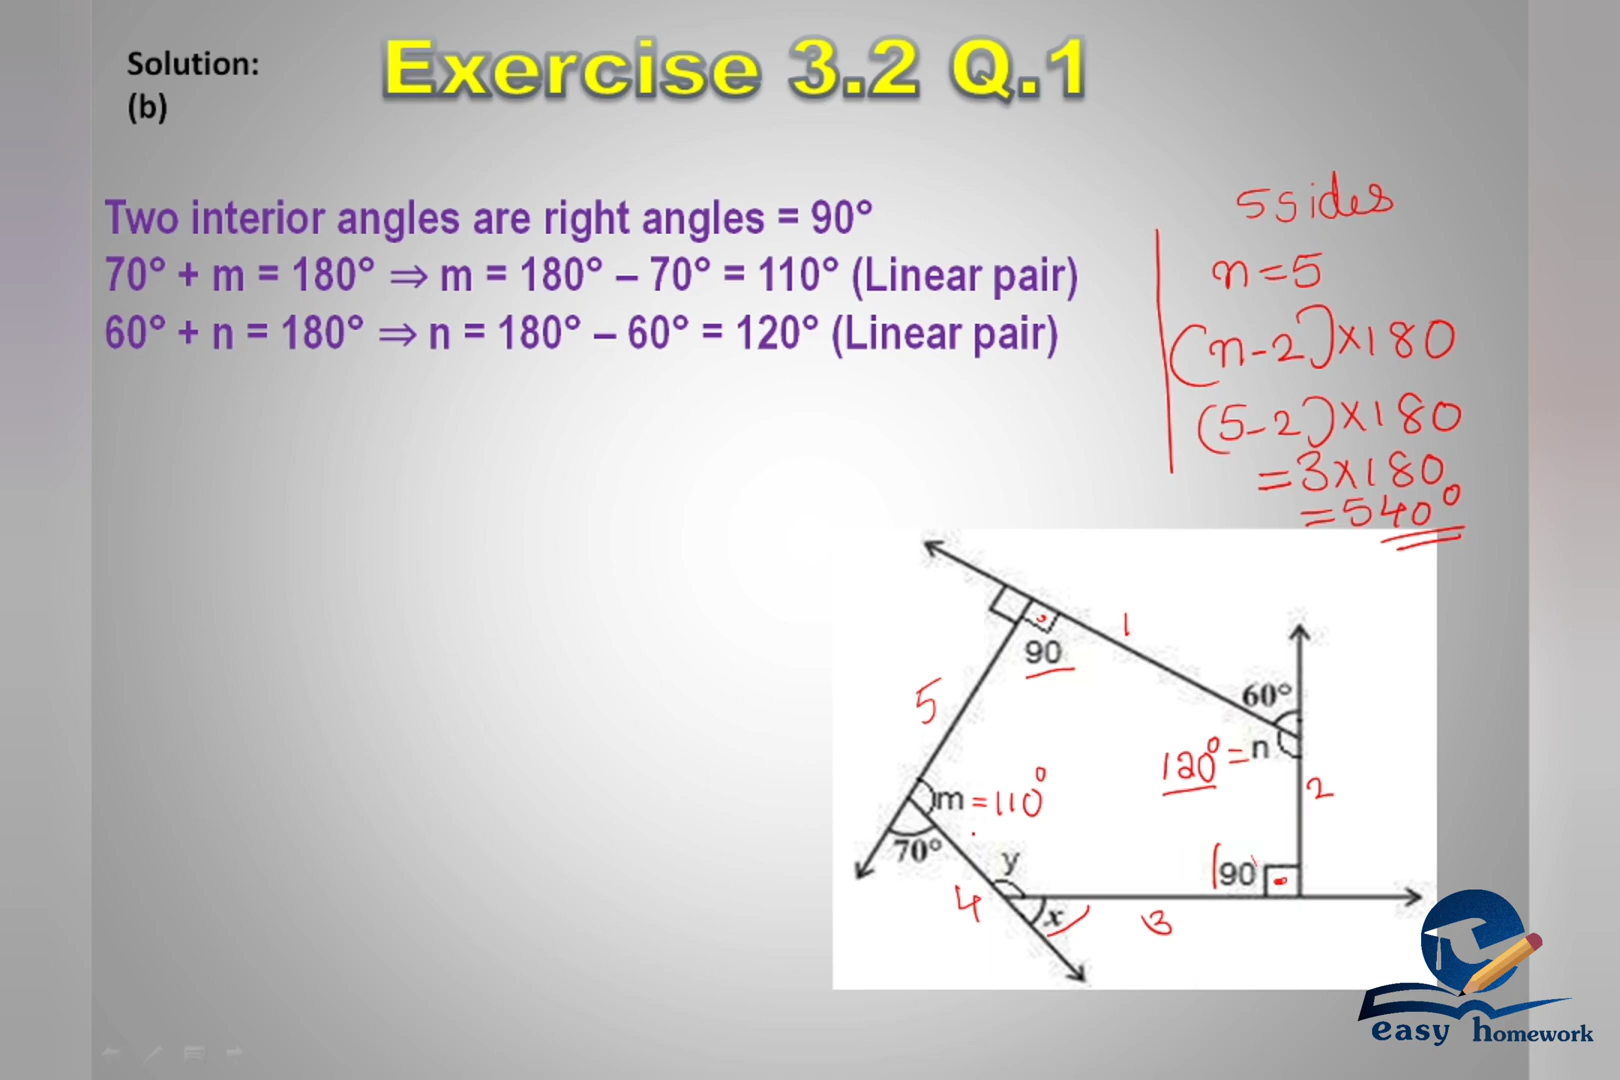 Solution:
(b)
Exercise 3.2 Q.1
Two interior angles are right angles = 90°
70° + m = 180° ⇒ m = 180° – 70° = 110° (Linear pair)
60° + n = 180° ⇒ n = 180° – 60° = 120° (Linear pair)
5 sides
n=5
(n-2)×180
(5-2)×180
=3×180
=540°
90
1
60°
5
120°=n
2
m=110°
70°
y
90
4
x
3
easy homework